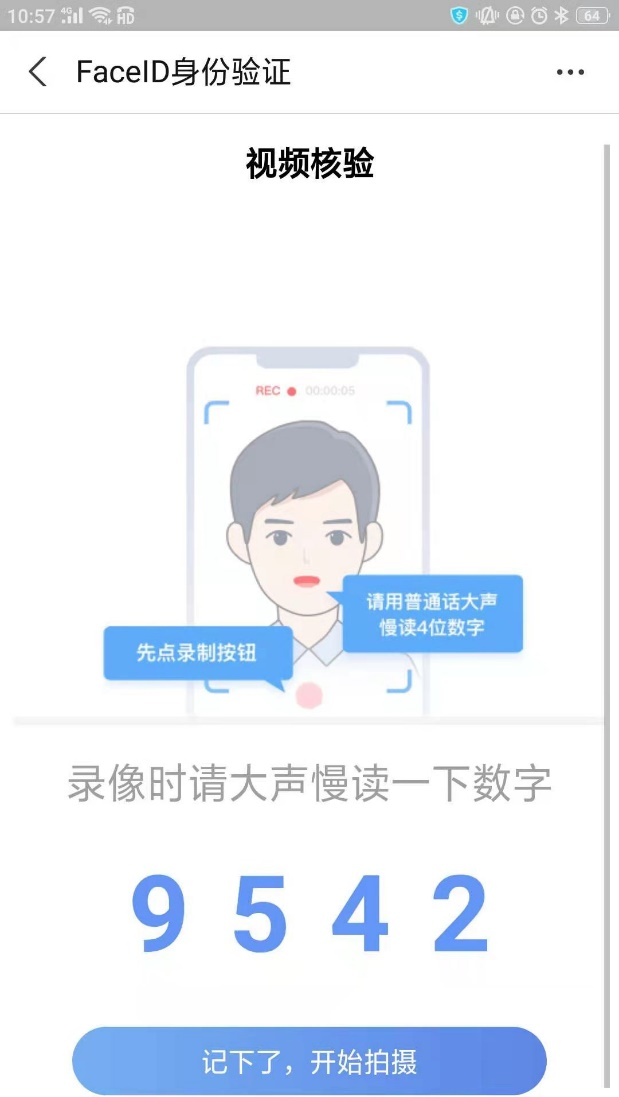 10:57 4G HD 64
FaceID身份验证
视频核验
REC 00:00:05
请用普通话大声
慢读4位数字
先点录制按钮
录像时请大声慢读一下数字
9 5 4 2
记下了，开始拍摄